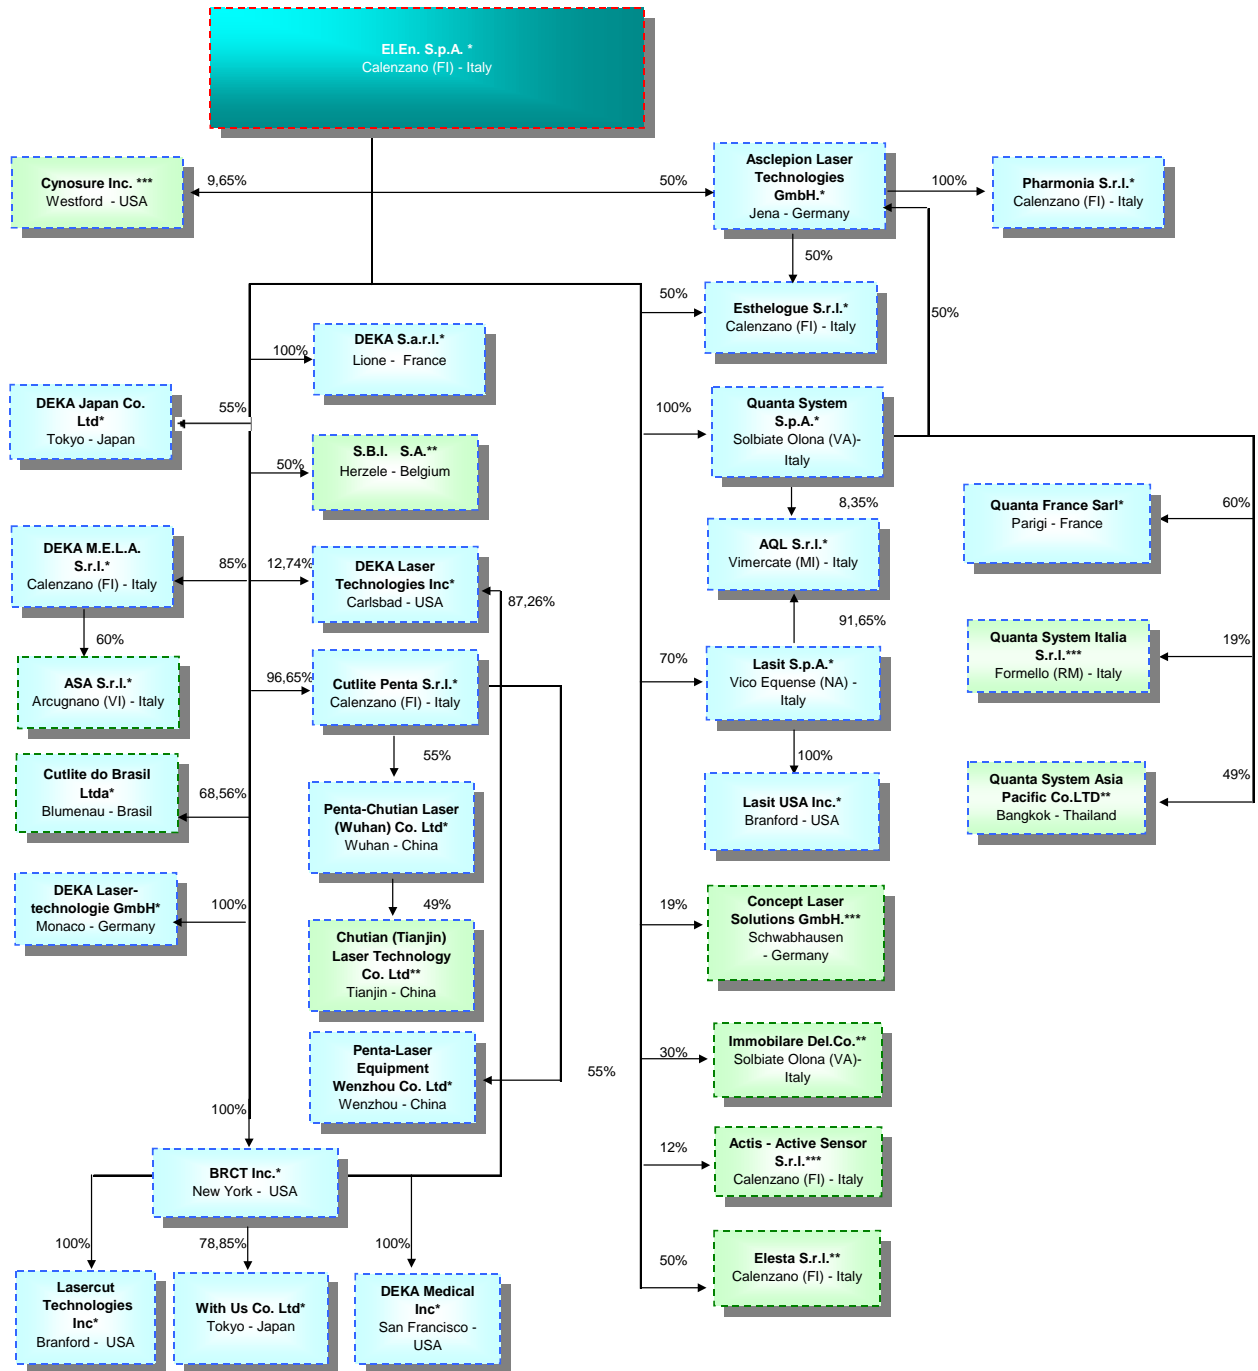 El.En. S.p.A. *
Calenzano (FI) - Italy
Cynosure Inc. ***
Westford - USA
9,65%
50%
Asclepion Laser
Technologies
GmbH.*
Jena - Germany
100%
Pharmonia S.r.l.*
Calenzano (FI) - Italy
50%
50%
Esthelogue S.r.l.*
Calenzano (FI) - Italy
50%
100%
DEKA S.a.r.l.*
Lione - France
DEKA Japan Co.
Ltd*
Tokyo - Japan
55%
100%
Quanta System
S.p.A.*
Solbiate Olona (VA)-
Italy
50%
S.B.I. S.A.**
Herzele - Belgium
8,35%
Quanta France Sarl*
Parigi - France
60%
DEKA M.E.L.A.
S.r.l.*
Calenzano (FI) - Italy
85%
12,74%
DEKA Laser
Technologies Inc*
Carlsbad - USA
87,26%
AQL S.r.l.*
Vimercate (MI) - Italy
91,65%
60%
ASA S.r.l.*
Arcugnano (VI) - Italy
96,65%
Cutlite Penta S.r.l.*
Calenzano (FI) - Italy
70%
Lasit S.p.A.*
Vico Equense (NA) -
Italy
Quanta System Italia
S.r.l.***
Formello (RM) - Italy
19%
55%
100%
Cutlite do Brasil
Ltda*
Blumenau - Brasil
68,56%
Penta-Chutian Laser
(Wuhan) Co. Ltd*
Wuhan - China
Lasit USA Inc.*
Branford - USA
Quanta System Asia
Pacific Co.LTD**
Bangkok - Thailand
49%
DEKA Laser-
technologie GmbH*
Monaco - Germany
100%
49%
Chutian (Tianjin)
Laser Technology
Co. Ltd**
Tianjin - China
19%
Concept Laser
Solutions GmbH.***
Schwabhausen
- Germany
Penta-Laser
Equipment
Wenzhou Co. Ltd*
Wenzhou - China
55%
30%
Immobilare Del.Co.**
Solbiate Olona (VA)-
Italy
100%
BRCT Inc.*
New York - USA
12%
Actis - Active Sensor
S.r.l.***
Calenzano (FI) - Italy
100%
78,85%
100%
50%
Elesta S.r.l.**
Calenzano (FI) - Italy
Lasercut
Technologies
Inc*
Branford - USA
With Us Co. Ltd*
Tokyo - Japan
DEKA Medical
Inc*
San Francisco -
USA